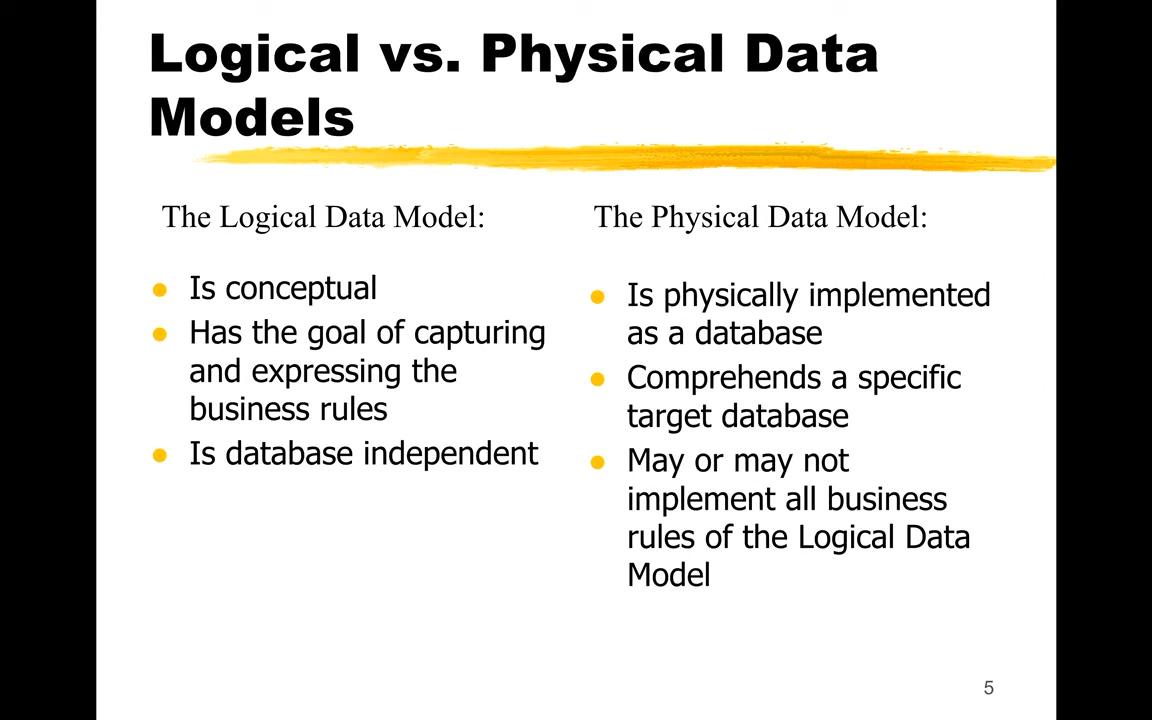 Logical vs. Physical Data
Models
The Logical Data Model:
Is conceptual
Has the goal of capturing
and expressing the
business rules
Is database independent
The Physical Data Model:
Is physically implemented
as a database
Comprehends a specific
target database
May or may not
implement all business
rules of the Logical Data
Model
5